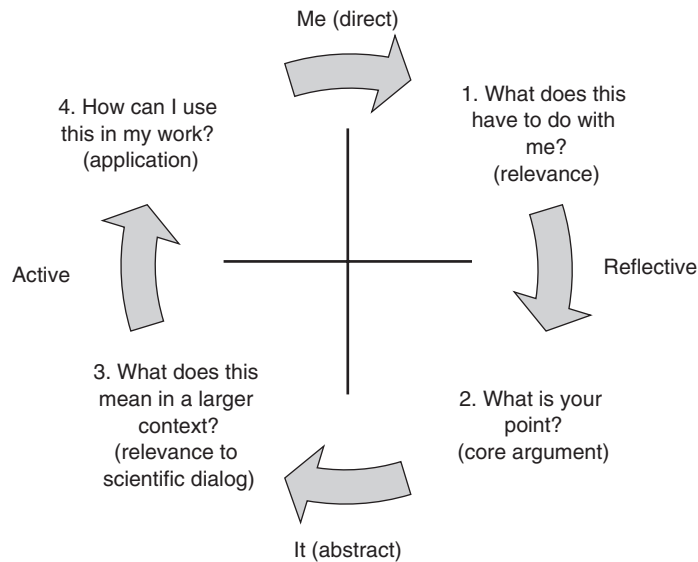 Me (direct)
1. What does this
have to do with
me?
(relevance)
Reflective
2. What is your
point?
(core argument)
It (abstract)
3. What does this
mean in a larger
context?
(relevance to
scientific dialog)
Active
4. How can I use
this in my work?
(application)